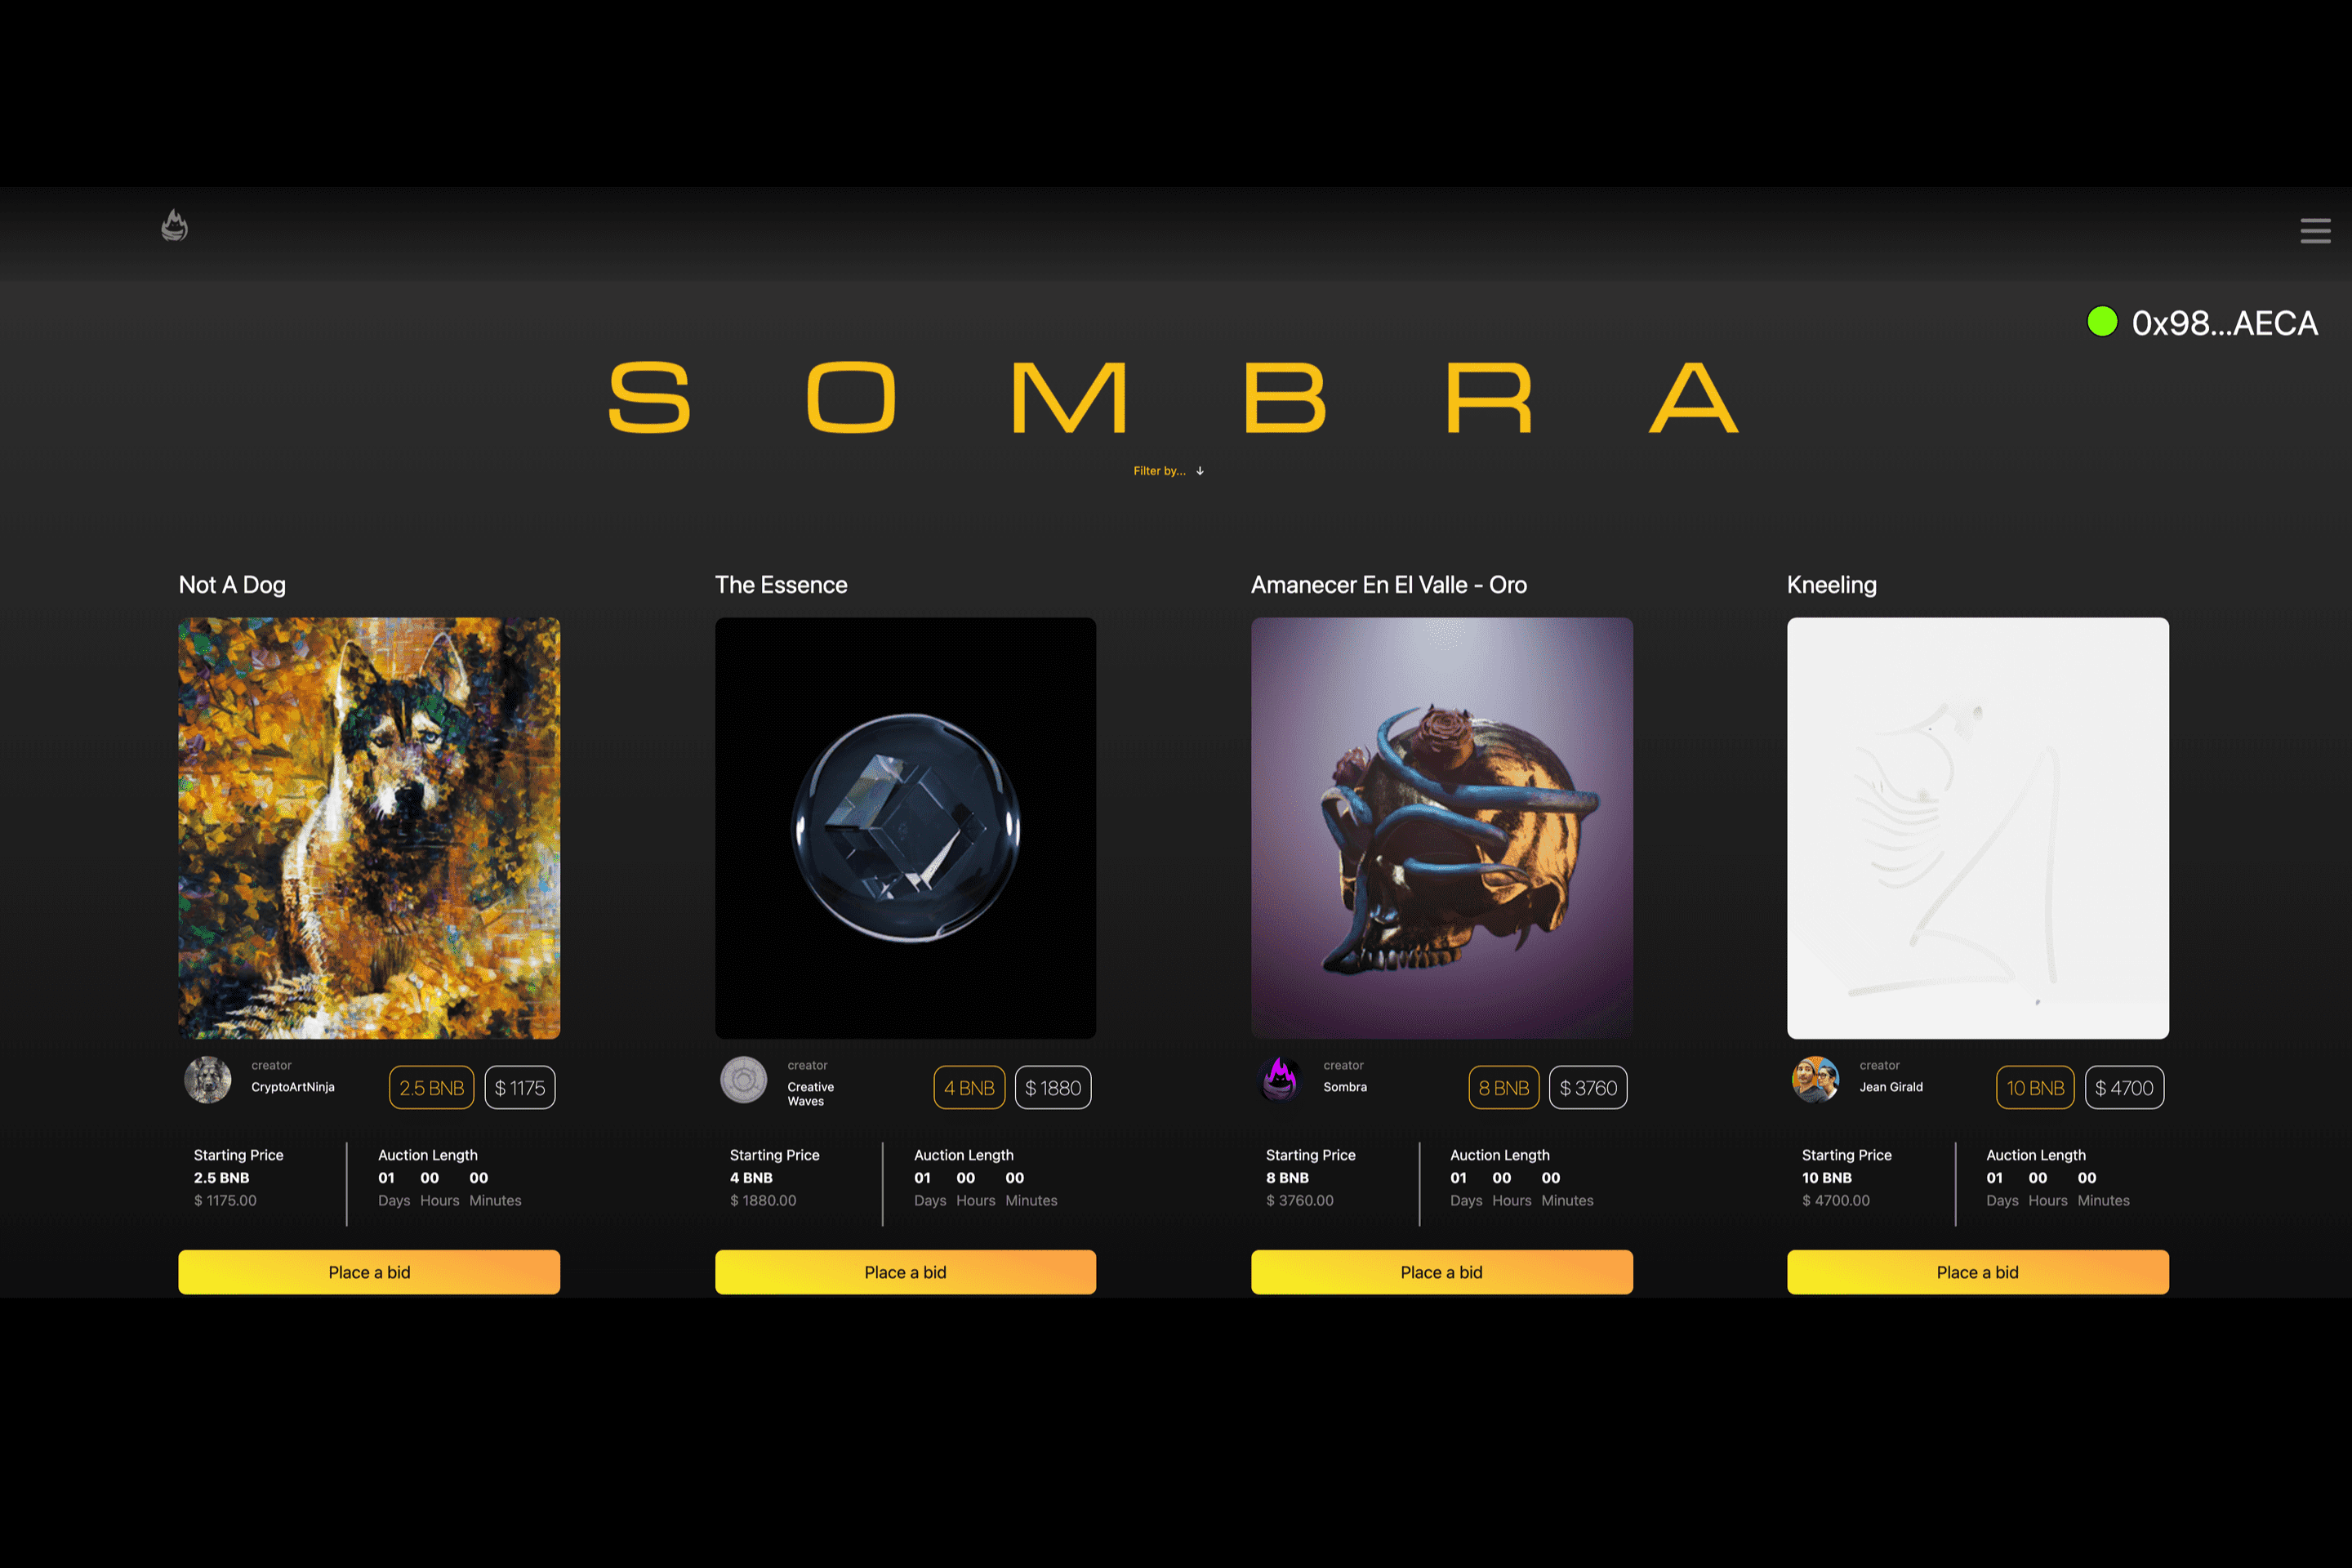 0x98...AECA
S O M B R A
Filter by... ↓
Not A Dog
creator
CryptoArtNinja
2.5 BNB
$ 1175
Starting Price
2.5 BNB
$ 1175.00
Auction Length
01 00 00
Days Hours Minutes
Place a bid
The Essence
creator
Creative
Waves
4 BNB
$ 1880
Starting Price
4 BNB
$ 1880.00
Auction Length
01 00 00
Days Hours Minutes
Place a bid
Amanecer En El Valle - Oro
creator
Sombra
8 BNB
$ 3760
Starting Price
8 BNB
$ 3760.00
Auction Length
01 00 00
Days Hours Minutes
Place a bid
Kneeling
creator
Jean Girald
10 BNB
$ 4700
Starting Price
10 BNB
$ 4700.00
Auction Length
01 00 00
Days Hours Minutes
Place a bid